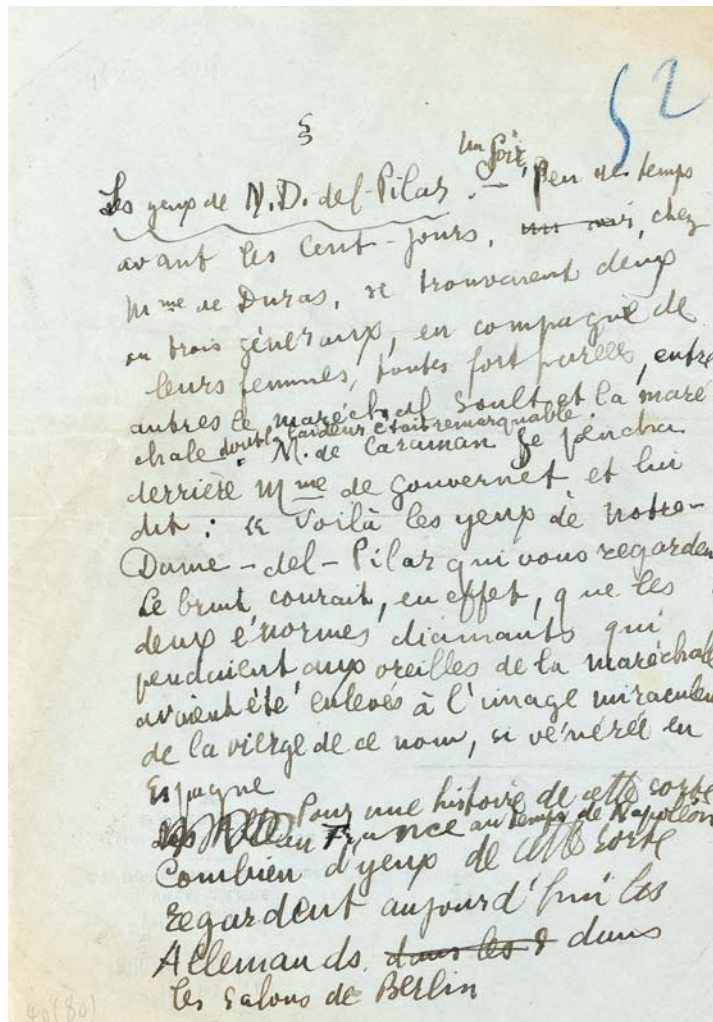 52
§
Un soir,
Les yeux de N.D. del-Pilar. — Peu de temps
avant les Cent-Jours, un soir, chez
Mme de Duras, se trouvaient deux
ou trois généraux, en compagnie de
leurs femmes, toutes fort parées, entre
autres le maréchal Soult et la maré
chale dont la laideur était remarquable.
M. de Caraman se pencha
derrière Mme de Gouvernet et lui
dit : « Voilà les yeux de Notre-
Dame-del-Pilar qui vous regardent
Le bruit courait, en effet, que les
deux énormes diamants qui
pendaient aux oreilles de la maréchale
avaient été enlevés à l'image miraculeu
de la vierge de ce nom, si vénérée en
Espagne
Pour une histoire de cette sorte
au temps de Napoléon
Combien d'yeux de cette sorte
regardent aujourd'hui les
Allemands. dans les dans
les salons de Berlin
40(80)